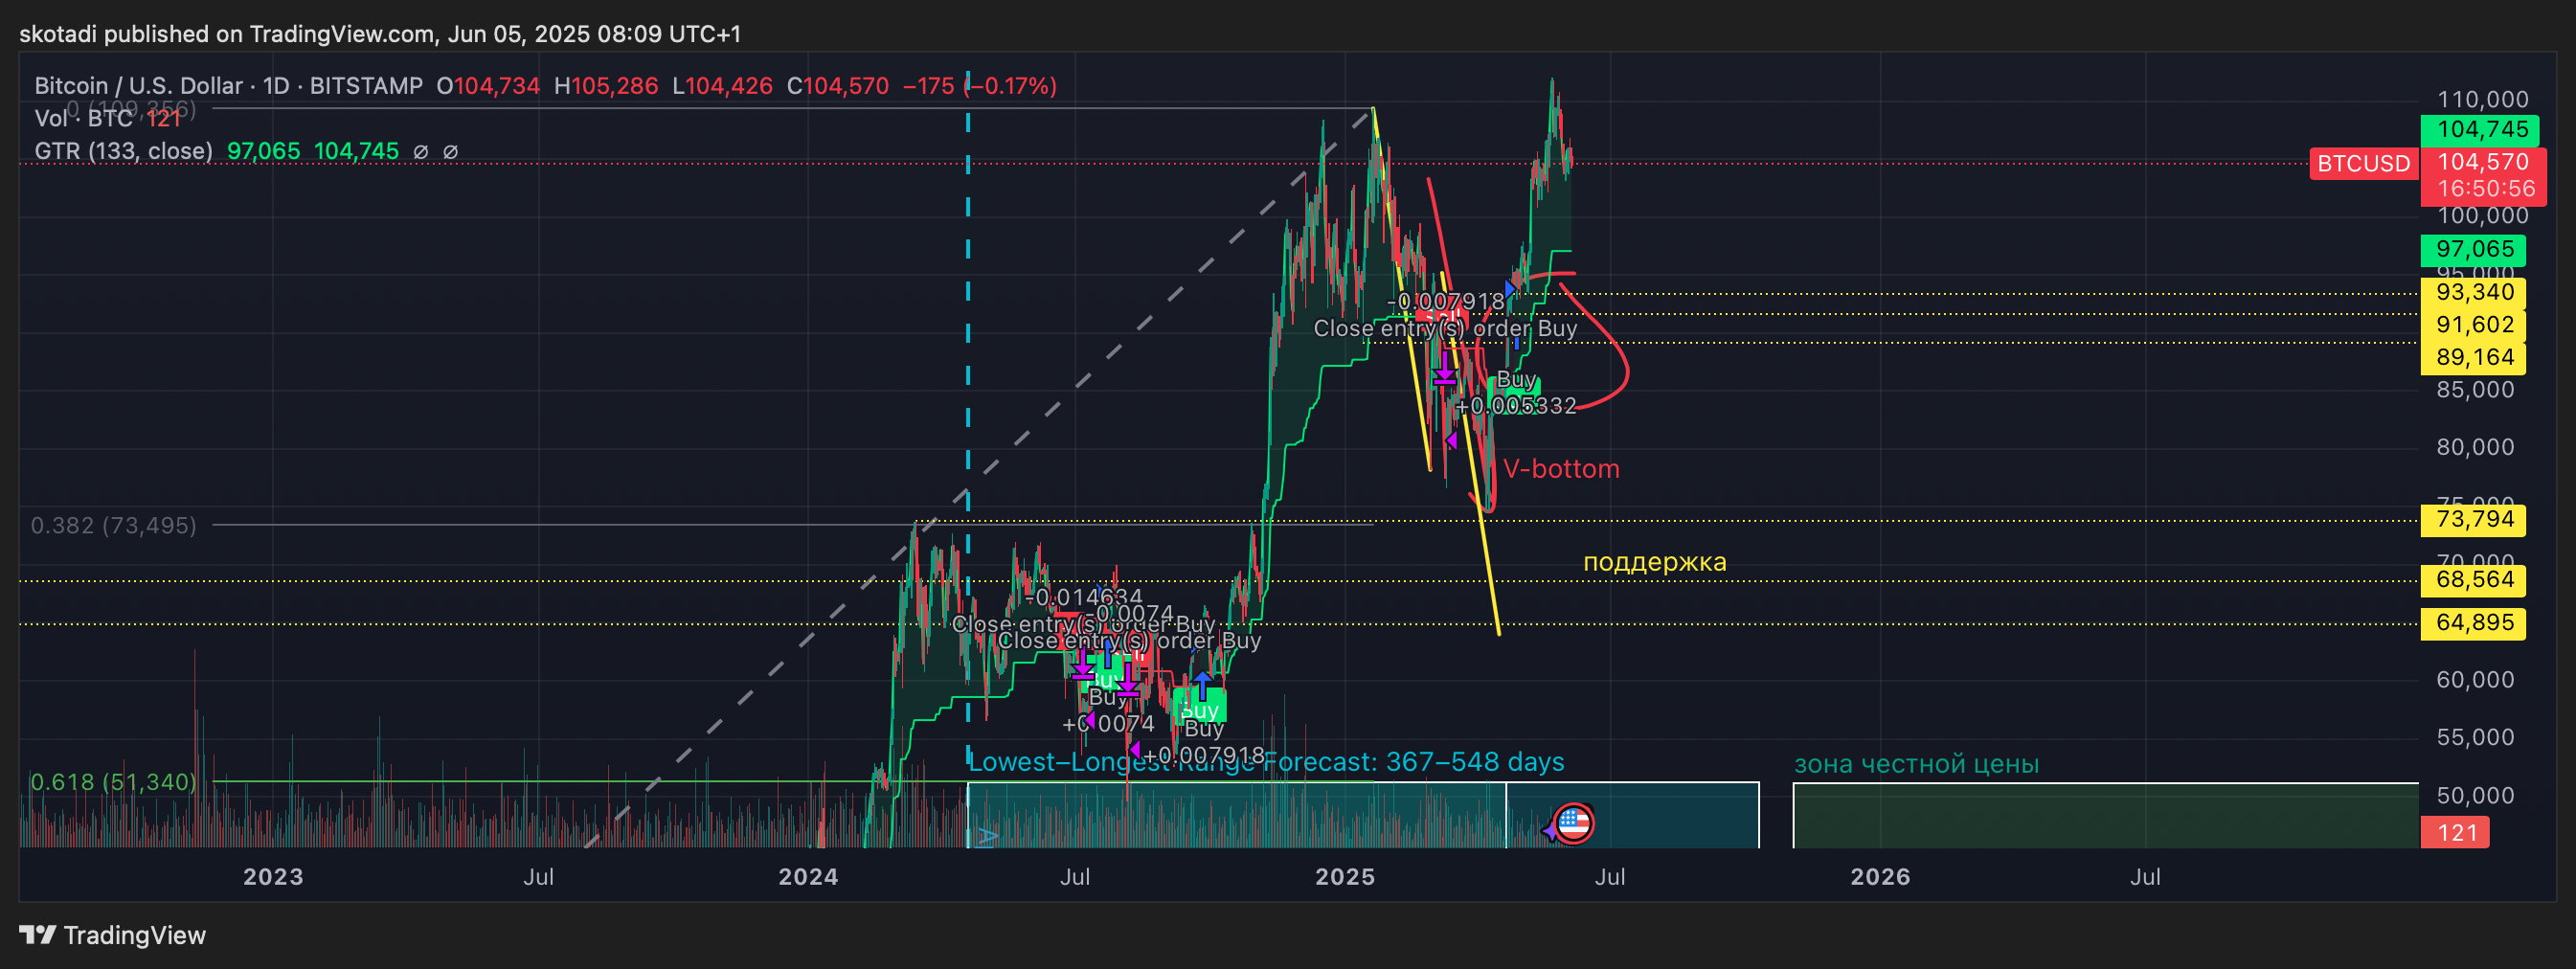 skotadi published on TradingView.com, Jun 05, 2025 08:09 UTC+1
Bitcoin / U.S. Dollar · 1D · BITSTAMP O104,734 H105,286 L104,426 C104,570 −175 (−0.17%)
0 (109,356)
Vol · BTC 121
GTR (133, close) 97,065 104,745 ∅ ∅
110,000
104,745
BTCUSD 104,570
16:50:56
100,000
97,065
95,000
93,340
-0.007918
91,602
Close entry(s) order Buy
89,164
Buy
85,000
+0.005332
80,000
V-bottom
75,000
0.382 (73,495)
73,794
поддержка
70,000
68,564
-0.014634
-0.0074
64,895
Close entry(s) order Buy
Close entry(s) order Buy
60,000
Buy
Buy
Buy
Buy
+0.0074
55,000
+0.007918
Lowest–Longest Range Forecast: 367–548 days
зона честной цены
0.618 (51,340)
50,000
121
2023 Jul 2024 Jul 2025 Jul 2026 Jul
TradingView